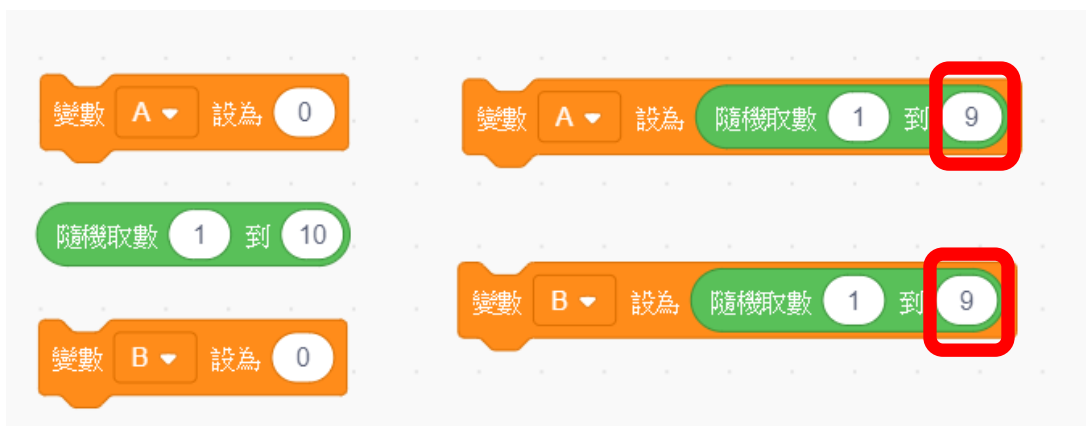 變數 A 設為 0
隨機取數 1 到 10
變數 B 設為 0
變數 A 設為 隨機取數 1 到 9
變數 B 設為 隨機取數 1 到 9